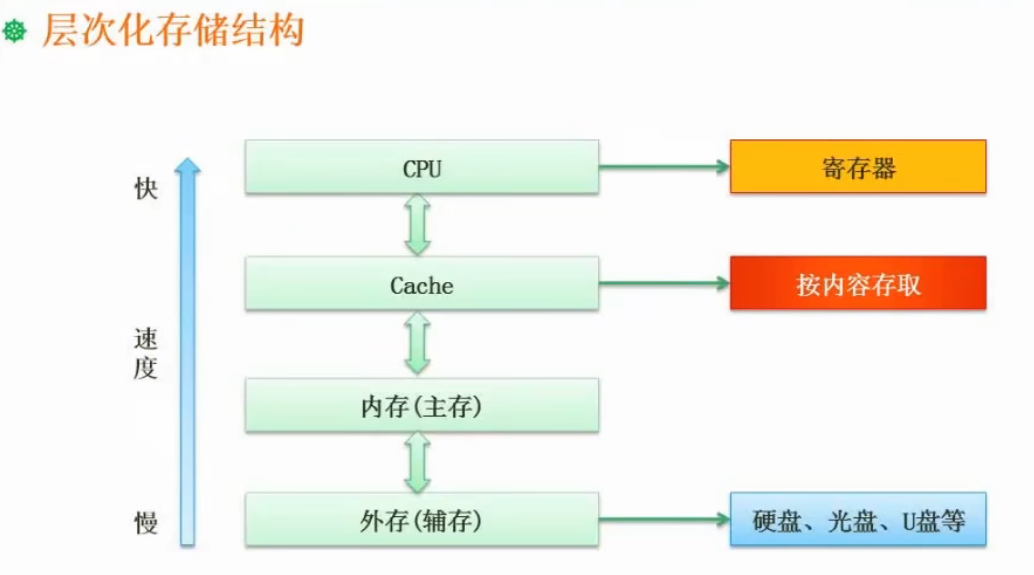 层次化存储结构
快
CPU
寄存器
Cache
按内容存取
速
度
内存(主存)
慢
外存(辅存)
硬盘、光盘、U盘等